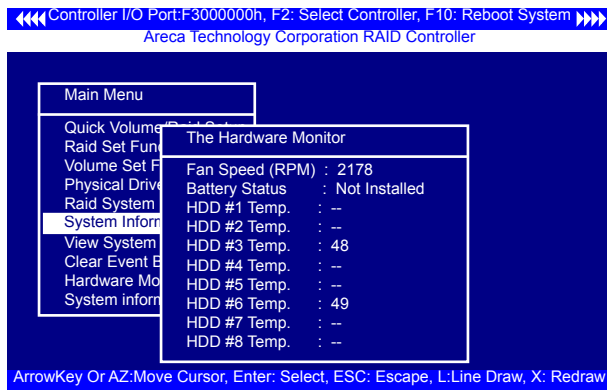 Controller I/O Port:F3000000h, F2: Select Controller, F10: Reboot System
Areca Technology Corporation RAID Controller
Main Menu
Quick Volume
Raid Set Fun
Volume Set F
Physical Drive
Raid System
System Inform
View System
Clear Event B
Hardware Mo
System inform
The Hardware Monitor
Fan Speed (RPM) : 2178
Battery Status : Not Installed
HDD #1 Temp. : --
HDD #2 Temp. : --
HDD #3 Temp. : 48
HDD #4 Temp. : --
HDD #5 Temp. : --
HDD #6 Temp. : 49
HDD #7 Temp. : --
HDD #8 Temp. : --
ArrowKey Or AZ:Move Cursor, Enter: Select, ESC: Escape, L:Line Draw, X: Redraw